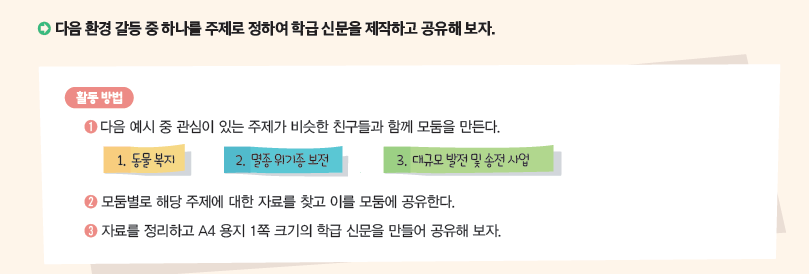 다음 환경 갈등 중 하나를 주제로 정하여 학급 신문을 제작하고 공유해 보자.
활동 방법
1 다음 예시 중 관심이 있는 주제가 비슷한 친구들과 함께 모둠을 만든다.
1. 동물 복지 2. 멸종 위기종 보전 3. 대규모 발전 및 송전 사업
2 모둠별로 해당 주제에 대한 자료를 찾고 이를 모둠에 공유한다.
3 자료를 정리하고 A4 용지 1쪽 크기의 학급 신문을 만들어 공유해 보자.